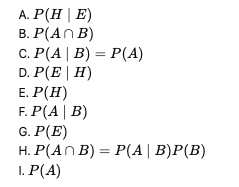 A. P(H | E)
B. P(A ∩ B)
C. P(A | B) = P(A)
D. P(E | H)
E. P(H)
F. P(A | B)
G. P(E)
H. P(A ∩ B) = P(A | B)P(B)
I. P(A)